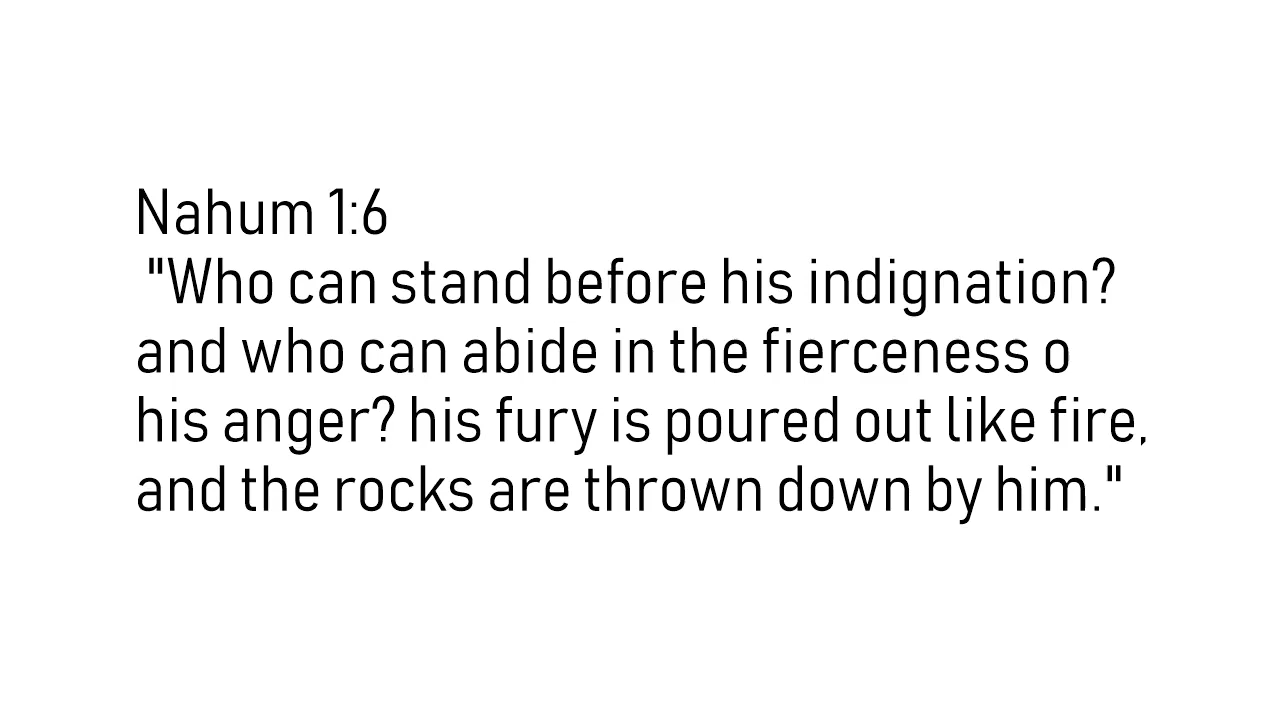 Nahum 1:6
"Who can stand before his indignation?
and who can abide in the fierceness o
his anger? his fury is poured out like fire,
and the rocks are thrown down by him."